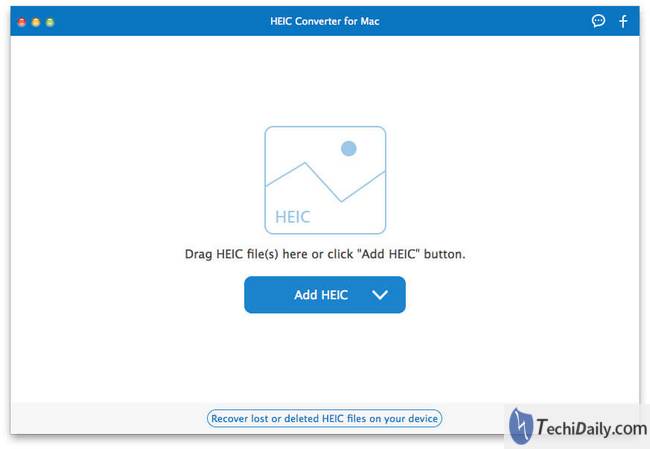 HEIC Converter for Mac
HEIC
Drag HEIC file(s) here or click "Add HEIC" button.
Add HEIC
Recover lost or deleted HEIC files on your device
TechiDaily.com